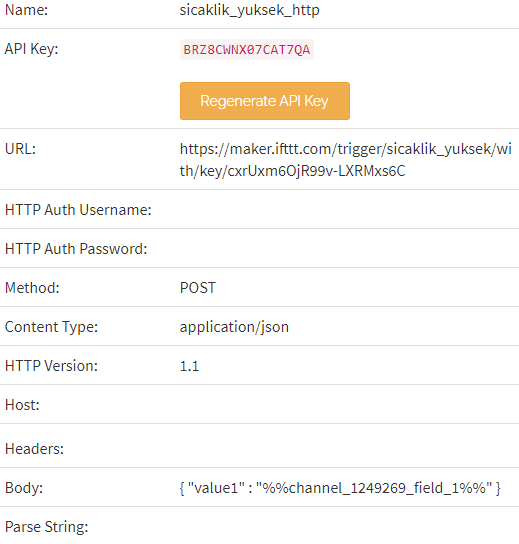 Name: sicaklik_yuksek_http
API Key: BRZ8CWNX07CAT7QA
Regenerate API Key
URL: https://maker.ifttt.com/trigger/sicaklik_yuksek/wi
th/key/cxrUxm6OjR99v-LXRMxs6C
HTTP Auth Username:
HTTP Auth Password:
Method: POST
Content Type: application/json
HTTP Version: 1.1
Host:
Headers:
Body: { "value1" : "%%channel_1249269_field_1%%" }
Parse String: